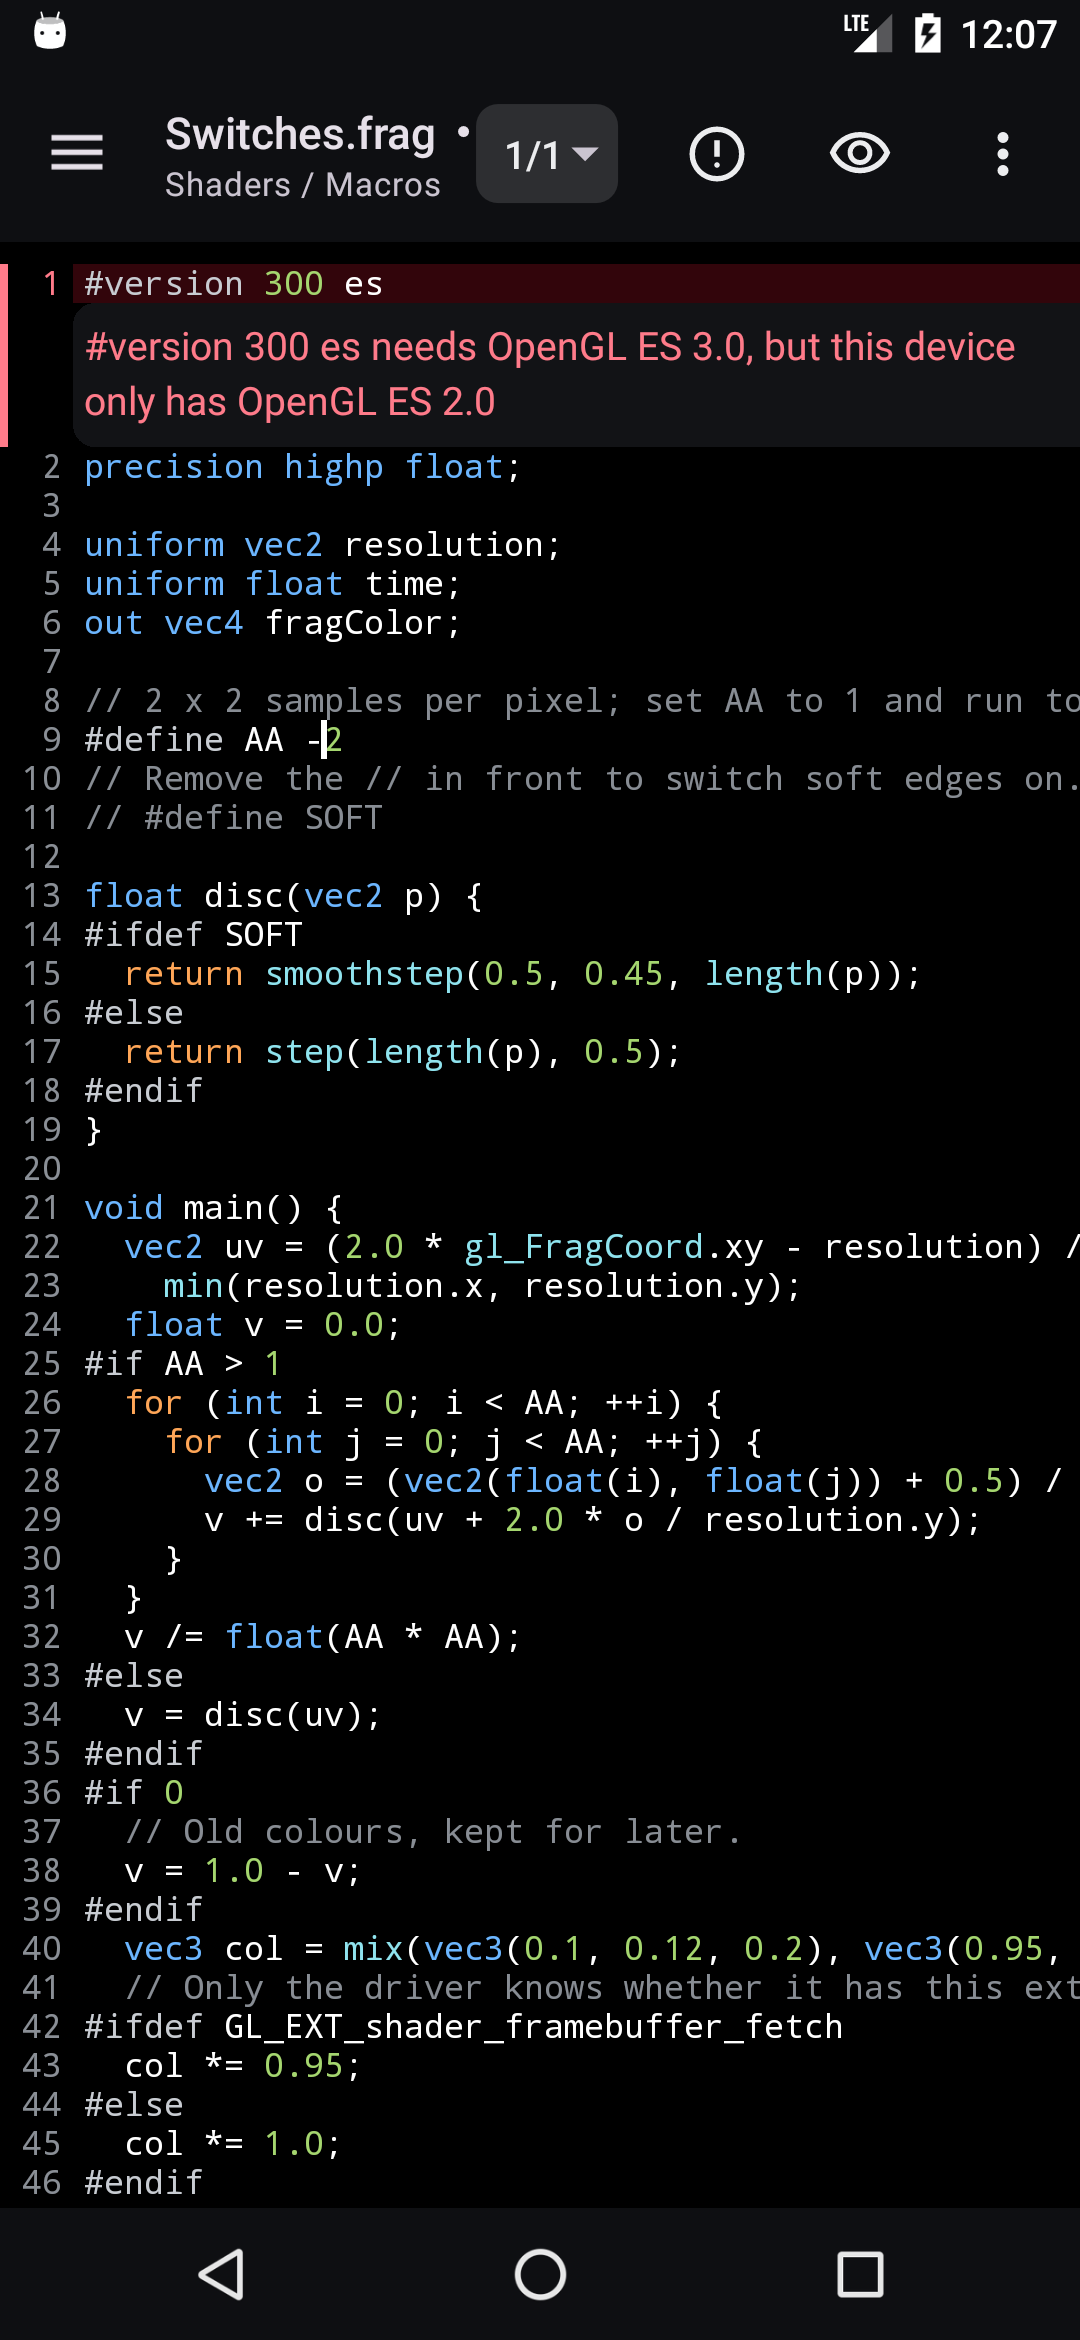 LTE 12:07
Switches.frag •
Shaders / Macros
1/1
1 #version 300 es
#version 300 es needs OpenGL ES 3.0, but this device
only has OpenGL ES 2.0
2 precision highp float;
3
4 uniform vec2 resolution;
5 uniform float time;
6 out vec4 fragColor;
7
8 // 2 x 2 samples per pixel; set AA to 1 and run to
9 #define AA -2
10 // Remove the // in front to switch soft edges on.
11 // #define SOFT
12
13 float disc(vec2 p) {
14 #ifdef SOFT
15   return smoothstep(0.5, 0.45, length(p));
16 #else
17   return step(length(p), 0.5);
18 #endif
19 }
20
21 void main() {
22   vec2 uv = (2.0 * gl_FragCoord.xy - resolution) /
23     min(resolution.x, resolution.y);
24   float v = 0.0;
25 #if AA > 1
26   for (int i = 0; i < AA; ++i) {
27     for (int j = 0; j < AA; ++j) {
28       vec2 o = (vec2(float(i), float(j)) + 0.5) /
29       v += disc(uv + 2.0 * o / resolution.y);
30     }
31   }
32   v /= float(AA * AA);
33 #else
34   v = disc(uv);
35 #endif
36 #if 0
37   // Old colours, kept for later.
38   v = 1.0 - v;
39 #endif
40   vec3 col = mix(vec3(0.1, 0.12, 0.2), vec3(0.95,
41   // Only the driver knows whether it has this ext
42 #ifdef GL_EXT_shader_framebuffer_fetch
43   col *= 0.95;
44 #else
45   col *= 1.0;
46 #endif